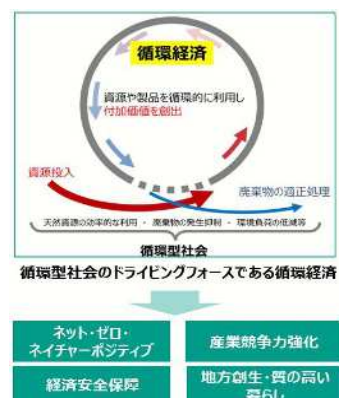 循環経済
資源や製品を循環的に利用し
付加価値を創出
資源投入
廃棄物の適正処理
天然資源の効率的な利用・廃棄物の発生抑制・環境負荷の低減等
循環型社会
循環型社会のドライビングフォースである循環経済
ネット・ゼロ・
ネイチャーポジティブ
産業競争力強化
経済安全保障
地方創生・質の高い
暮らし